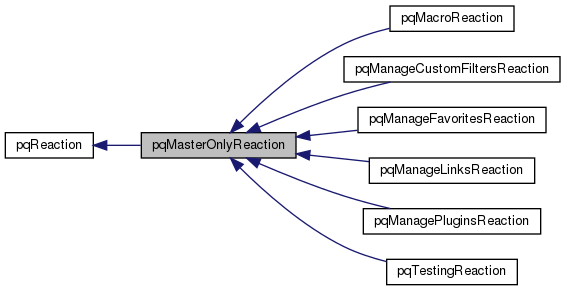 pqMacroReaction
pqManageCustomFiltersReaction
pqManageFavoritesReaction
pqReaction
pqMasterOnlyReaction
pqManageLinksReaction
pqManagePluginsReaction
pqTestingReaction